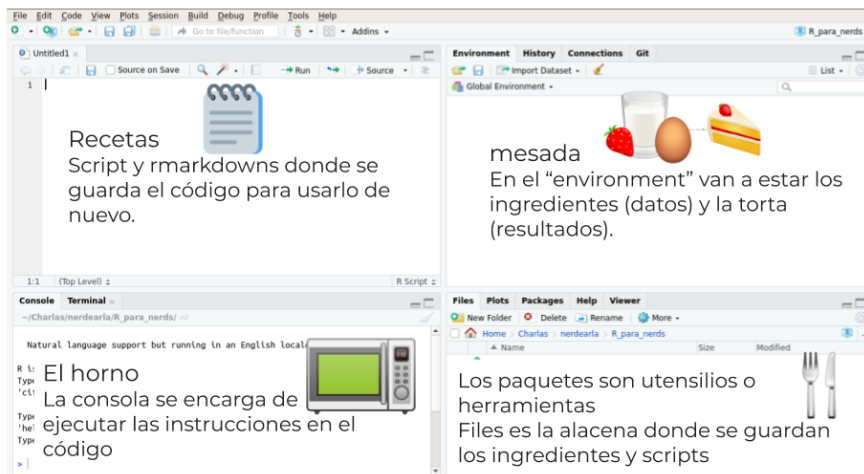 File Edit Code View Plots Session Build Debug Profile Tools Help
Go to file/function
Addins
R_para_nerds
Untitled1
Source on Save
Run
Source
1
Recetas
Script y rmarkdowns donde se
guarda el código para usarlo de
nuevo.
1:1 (Top Level)
R Script
Environment History Connections Git
Import Dataset
List
Global Environment
mesada
En el “environment” van a estar los
ingredientes (datos) y la torta
(resultados).
Console Terminal
~/Charlas/nerdearla/R_para_nerds/
Natural language support but running in an English
R
El horno
La consola se encarga de
ejecutar las instrucciones en el
código
>
Files Plots Packages Help Viewer
New Folder Delete Rename More
Home Charlas nerdearla R_para_nerds
Name Size Modified
Los paquetes son utensilios o
herramientas
Files es la alacena donde se guardan
los ingredientes y scripts